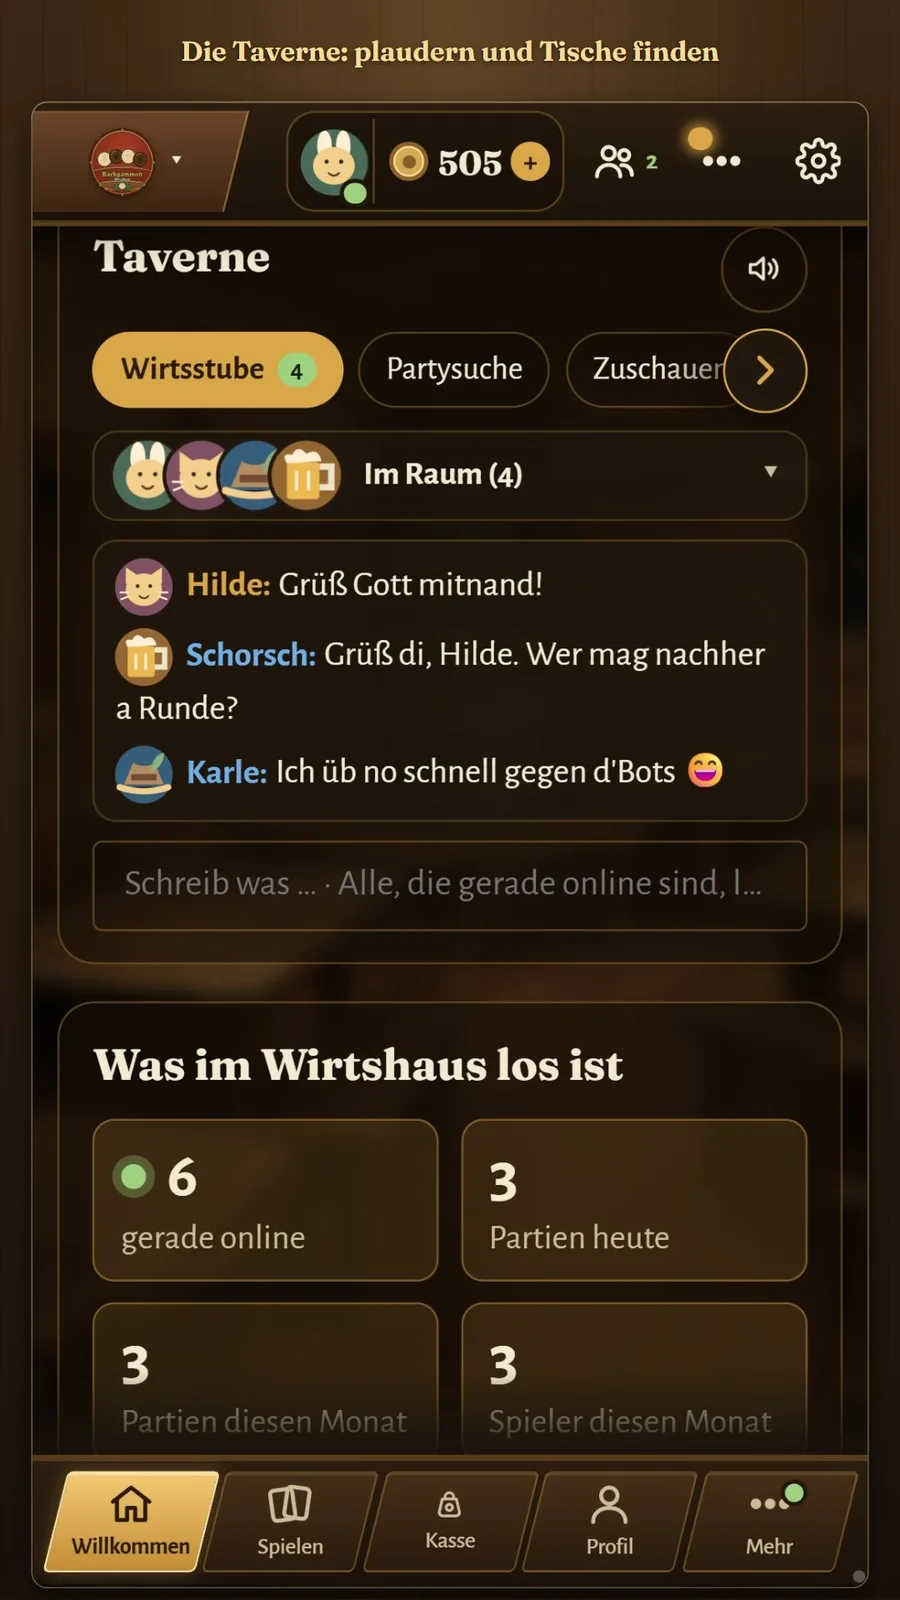 Die Taverne: plaudern und Tische finden
Backgammon
505 +
2
Taverne
Wirtsstube 4
Partysuche
Zuschauer
Im Raum (4)
Hilde: Grüß Gott mitnand!
Schorsch: Grüß di, Hilde. Wer mag nachher
a Runde?
Karle: Ich üb no schnell gegen d'Bots 😄
Schreib was … · Alle, die gerade online sind, l…
Was im Wirtshaus los ist
6
gerade online
3
Partien heute
3
Partien diesen Monat
3
Spieler diesen Monat
Willkommen
Spielen
Kasse
Profil
Mehr